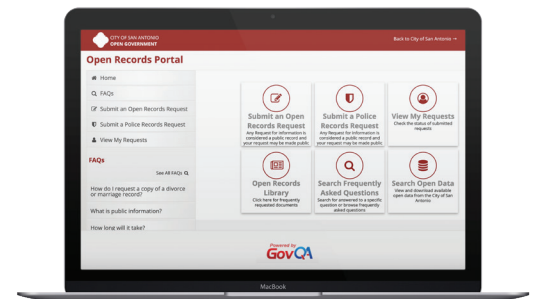 CITY OF SAN ANTONIO
OPEN GOVERNMENT
Back to City of San Antonio →
Open Records Portal
Home
FAQs
Submit an Open Records Request
Submit a Police Records Request
View My Requests
FAQs
See All FAQs
How do I request a copy of a divorce
or marriage record?
What is public information?
How long will it take?
Submit an Open
Records Request
Any Request for information is
considered a public record and
your request may be made public
Submit a Police
Records Request
Any Request for information is
considered a public record and
your request may be made public
View My Requests
Check the status of submitted
requests
Open Records
Library
Click here for frequently
requested documents
Search Frequently
Asked Questions
Search for answered to a specific
question or browse frequently
asked questions
Search Open Data
View and download available
open data from the City of San
Antonio
Powered by
GovQA
MacBook